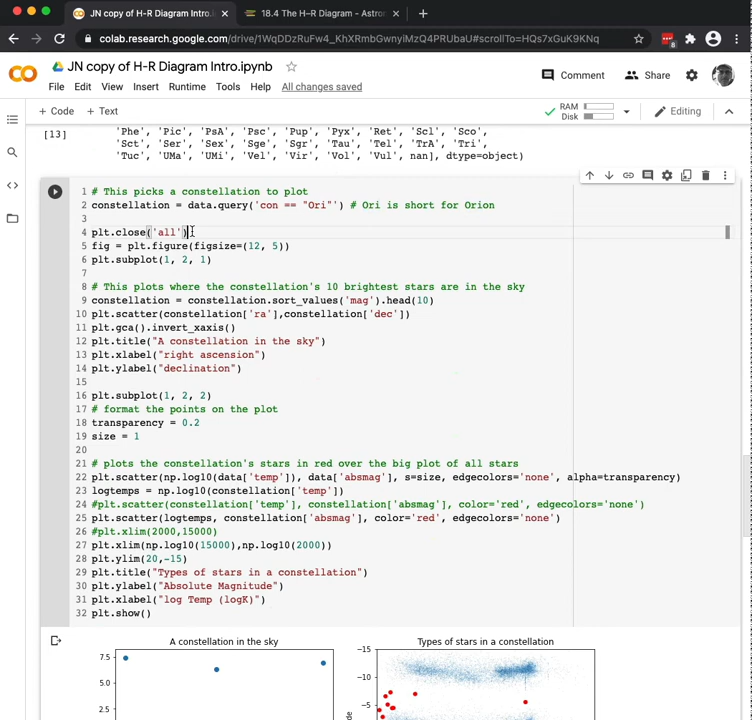 JN copy of H-R Diagram Intro.i
18.4 The H–R Diagram - Astro
colab.research.google.com/drive/1WqDDzRuFw4_KhXRmbGwnyiMzQ4PRUbaU#scrollTo=HQs7xGuK9KNq
8
JN copy of H-R Diagram Intro.ipynb
Comment
Share
File Edit View Insert Runtime Tools Help All changes saved
+ Code + Text
RAM
Disk
Editing
[13]
'Phe', 'Pic', 'PsA', 'Psc', 'Pup', 'Pyx', 'Ret', 'Scl', 'Sco',
'Sct', 'Ser', 'Sex', 'Sge', 'Sgr', 'Tau', 'Tel', 'TrA', 'Tri',
'Tuc', 'UMa', 'UMi', 'Vel', 'Vir', 'Vol', 'Vul', nan], dtype=object)
1 # This picks a constellation to plot
2 constellation = data.query('con == "Ori"') # Ori is short for Orion
3
4 plt.close('all')
5 fig = plt.figure(figsize=(12, 5))
6 plt.subplot(1, 2, 1)
7
8 # This plots where the constellation's 10 brightest stars are in the sky
9 constellation = constellation.sort_values('mag').head(10)
10 plt.scatter(constellation['ra'],constellation['dec'])
11 plt.gca().invert_xaxis()
12 plt.title("A constellation in the sky")
13 plt.xlabel("right ascension")
14 plt.ylabel("declination")
15
16 plt.subplot(1, 2, 2)
17 # format the points on the plot
18 transparency = 0.2
19 size = 1
20
21 # plots the constellation's stars in red over the big plot of all stars
22 plt.scatter(np.log10(data['temp']), data['absmag'], s=size, edgecolors='none', alpha=transparency)
23 logtemps = np.log10(constellation['temp'])
24 #plt.scatter(constellation['temp'], constellation['absmag'], color='red', edgecolors='none')
25 plt.scatter(logtemps, constellation['absmag'], color='red', edgecolors='none')
26 #plt.xlim(2000,15000)
27 plt.xlim(np.log10(15000),np.log10(2000))
28 plt.ylim(20,-15)
29 plt.title("Types of stars in a constellation")
30 plt.ylabel("Absolute Magnitude")
31 plt.xlabel("log Temp (logK)")
32 plt.show()
A constellation in the sky
Types of stars in a constellation
7.5
5.0
2.5
−15
−10
−5